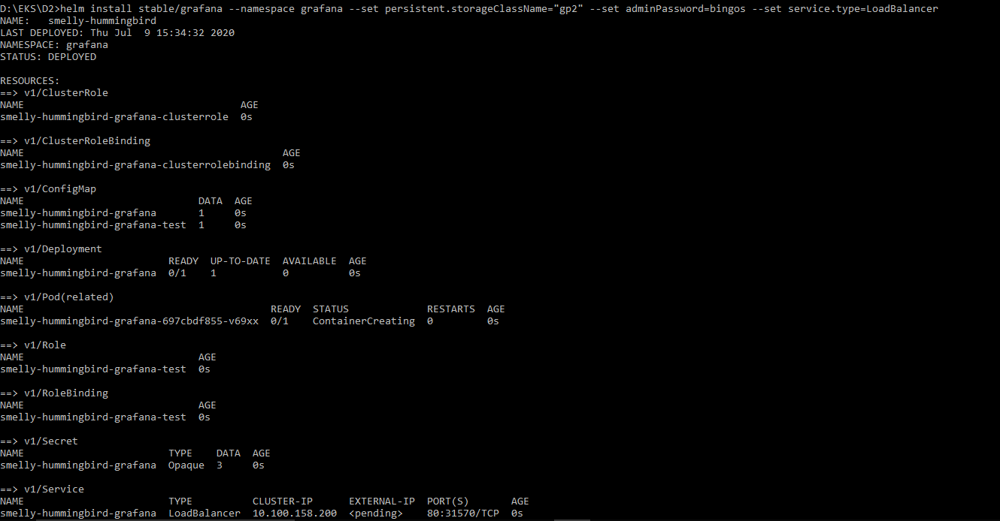 D:\EKS\D2>helm install stable/grafana --namespace grafana --set persistent.storageClassName="gp2" --set adminPassword=bingos --set service.type=LoadBalancer
NAME:   smelly-hummingbird
LAST DEPLOYED: Thu Jul  9 15:34:32 2020
NAMESPACE: grafana
STATUS: DEPLOYED
RESOURCES:
==> v1/ClusterRole
NAME                                    AGE
smelly-hummingbird-grafana-clusterrole  0s
==> v1/ClusterRoleBinding
NAME                                           AGE
smelly-hummingbird-grafana-clusterrolebinding  0s
==> v1/ConfigMap
NAME                             DATA  AGE
smelly-hummingbird-grafana       1     0s
smelly-hummingbird-grafana-test  1     0s
==> v1/Deployment
NAME                        READY  UP-TO-DATE  AVAILABLE  AGE
smelly-hummingbird-grafana  0/1    1           0          0s
==> v1/Pod(related)
NAME                                         READY  STATUS             RESTARTS  AGE
smelly-hummingbird-grafana-697cbdf855-v69xx  0/1    ContainerCreating  0         0s
==> v1/Role
NAME                             AGE
smelly-hummingbird-grafana-test  0s
==> v1/RoleBinding
NAME                             AGE
smelly-hummingbird-grafana-test  0s
==> v1/Secret
NAME                        TYPE    DATA  AGE
smelly-hummingbird-grafana  Opaque  3     0s
==> v1/Service
NAME                        TYPE          CLUSTER-IP      EXTERNAL-IP  PORT(S)       AGE
smelly-hummingbird-grafana  LoadBalancer  10.100.158.200  <pending>    80:31570/TCP  0s